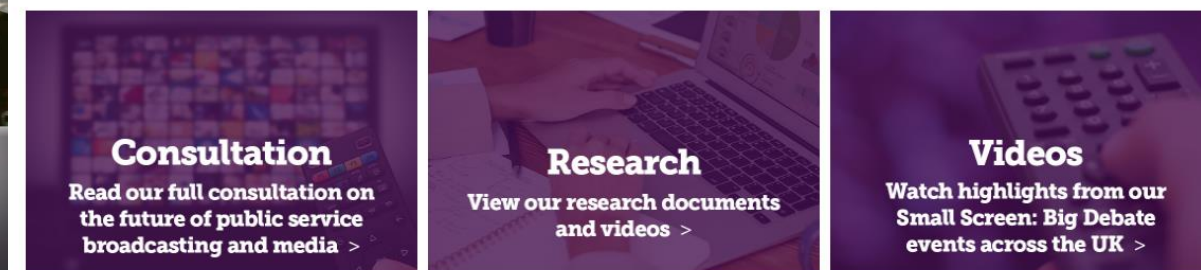 Consultation
Read our full consultation on
the future of public service
broadcasting and media >
Research
View our research documents
and videos >
Videos
Watch highlights from our
Small Screen: Big Debate
events across the UK >